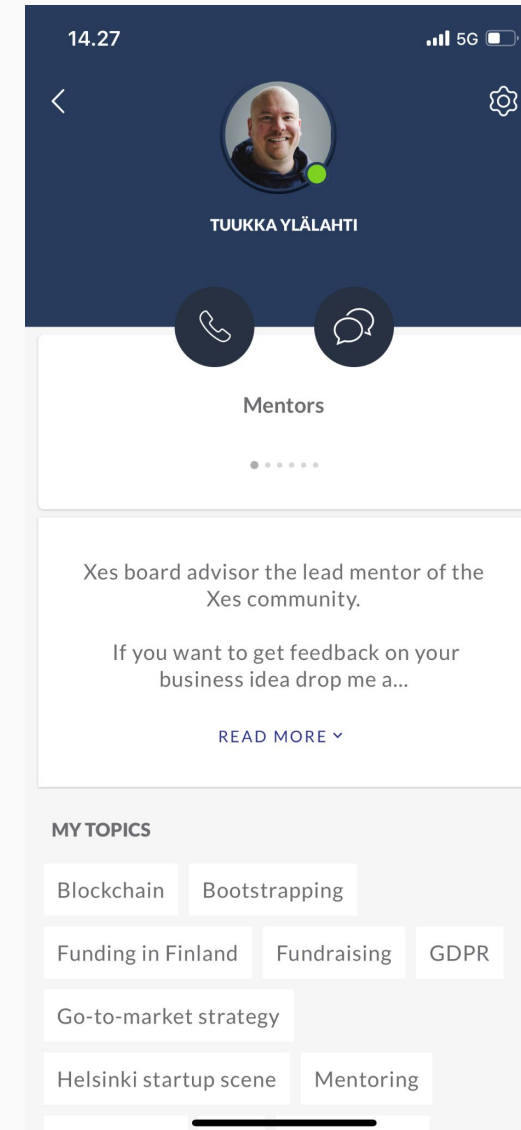 14.27
5G
TUUKKA YLÄLAHTI
Mentors
Xes board advisor the lead mentor of the
Xes community.
If you want to get feedback on your
business idea drop me a...
READ MORE
MY TOPICS
Blockchain Bootstrapping
Funding in Finland Fundraising GDPR
Go-to-market strategy
Helsinki startup scene Mentoring